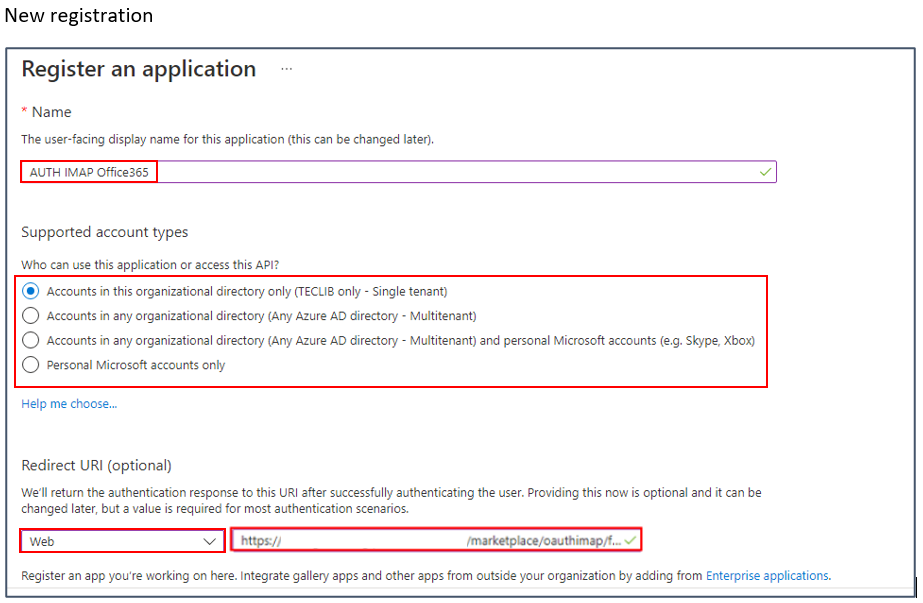 New registration
Register an application ...
* Name
The user-facing display name for this application (this can be changed later).
AUTH IMAP Office365
Supported account types
Who can use this application or access this API?
Accounts in this organizational directory only (TECLIB only - Single tenant)
Accounts in any organizational directory (Any Azure AD directory - Multitenant)
Accounts in any organizational directory (Any Azure AD directory - Multitenant) and personal Microsoft accounts (e.g. Skype, Xbox)
Personal Microsoft accounts only
Help me choose...
Redirect URI (optional)
We'll return the authentication response to this URI after successfully authenticating the user. Providing this now is optional and it can be
changed later, but a value is required for most authentication scenarios.
Web https:// /marketplace/oauthimap/f...
Register an app you're working on here. Integrate gallery apps and other apps from outside your organization by adding from Enterprise applications.